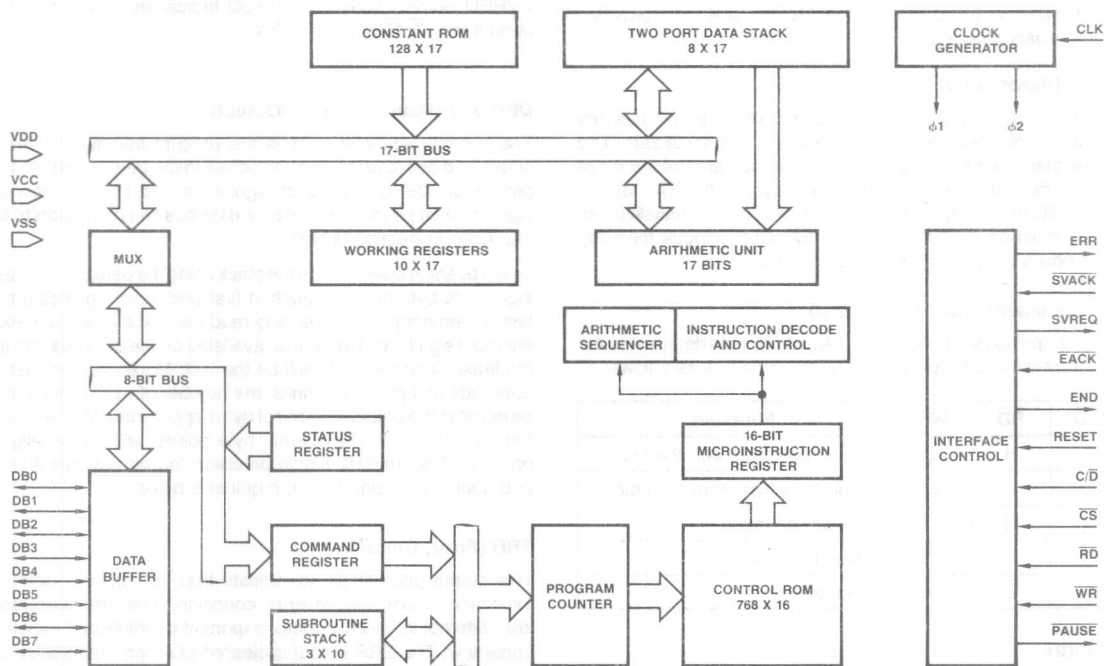 CONSTANT ROM
128 X 17
TWO PORT DATA STACK
8 X 17
CLOCK
GENERATOR
CLK
ϕ1
ϕ2
VDD
VCC
VSS
17-BIT BUS
MUX
WORKING REGISTERS
10 X 17
ARITHMETIC UNIT
17 BITS
ARITHMETIC
SEQUENCER
INSTRUCTION DECODE
AND CONTROL
8-BIT BUS
STATUS
REGISTER
16-BIT
MICROINSTRUCTION
REGISTER
INTERFACE
CONTROL
ERR
SVACK
SVREQ
EACK
END
RESET
C/D
CS
RD
WR
PAUSE
DB0
DB1
DB2
DB3
DB4
DB5
DB6
DB7
DATA
BUFFER
COMMAND
REGISTER
SUBROUTINE
STACK
3 X 10
PROGRAM
COUNTER
CONTROL ROM
768 X 16